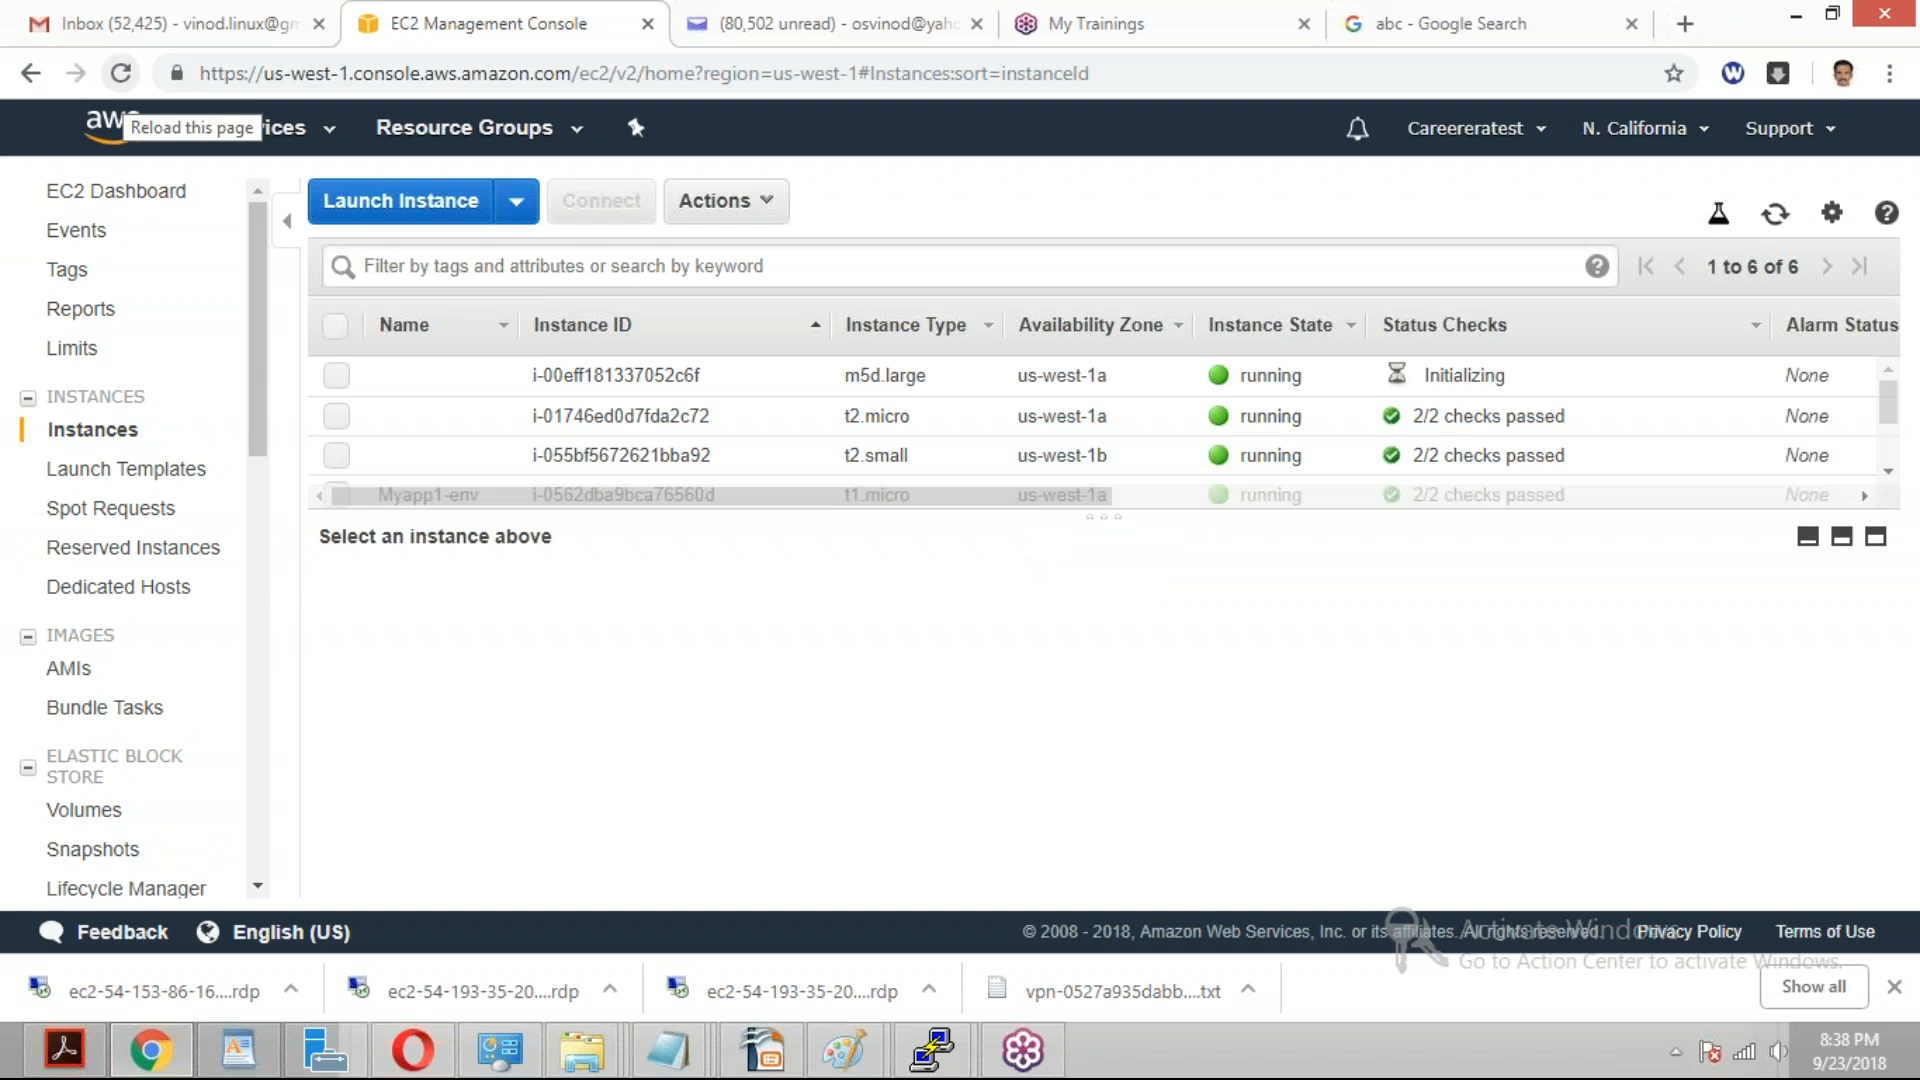 Inbox (52,425) - vinod.linux@gm
EC2 Management Console
(80,502 unread) - osvinod@yaho
My Trainings
abc - Google Search
https://us-west-1.console.aws.amazon.com/ec2/v2/home?region=us-west-1#Instances:sort=instanceId
aws
Reload this page
ices
Resource Groups
Careereratest
N. California
Support
EC2 Dashboard
Events
Tags
Reports
Limits
INSTANCES
Instances
Launch Templates
Spot Requests
Reserved Instances
Dedicated Hosts
IMAGES
AMIs
Bundle Tasks
ELASTIC BLOCK
STORE
Volumes
Snapshots
Lifecycle Manager
Launch Instance
Connect
Actions
Filter by tags and attributes or search by keyword
1 to 6 of 6
Name Instance ID Instance Type Availability Zone Instance State Status Checks Alarm Status
i-00eff181337052c6f m5d.large us-west-1a running Initializing None
i-01746ed0d7fda2c72 t2.micro us-west-1a running 2/2 checks passed None
i-055bf5672621bba92 t2.small us-west-1b running 2/2 checks passed None
Myapp1-env i-0562dba9bca76560d t1.micro us-west-1a running 2/2 checks passed None
Select an instance above
Feedback
English (US)
© 2008 - 2018, Amazon Web Services, Inc. or its affiliates. All rights reserved.
Privacy Policy
Terms of Use
Activate Windows
Go to Action Center to activate Windows.
ec2-54-153-86-16....rdp
ec2-54-193-35-20....rdp
ec2-54-193-35-20....rdp
vpn-0527a935dabb....txt
Show all
8:38 PM
9/23/2018